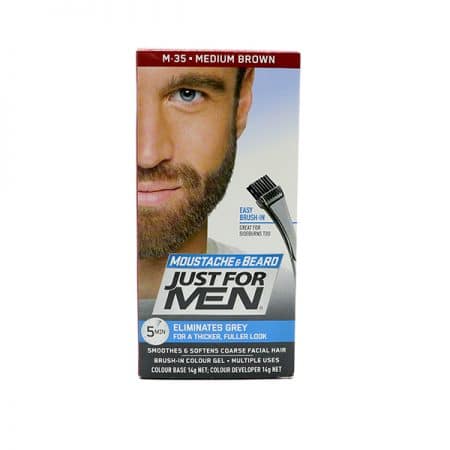 M-35 • MEDIUM BROWN
EASY
BRUSH-IN
GREAT FOR
SIDEBURNS TOO
MOUSTACHE & BEARD
JUST FOR
MEN®
5 MIN
ELIMINATES GREY
FOR A THICKER, FULLER LOOK
SMOOTHES & SOFTENS COARSE FACIAL HAIR
BRUSH-IN COLOUR GEL • MULTIPLE USES
COLOUR BASE 14g NET; COLOUR DEVELOPER 14g NET